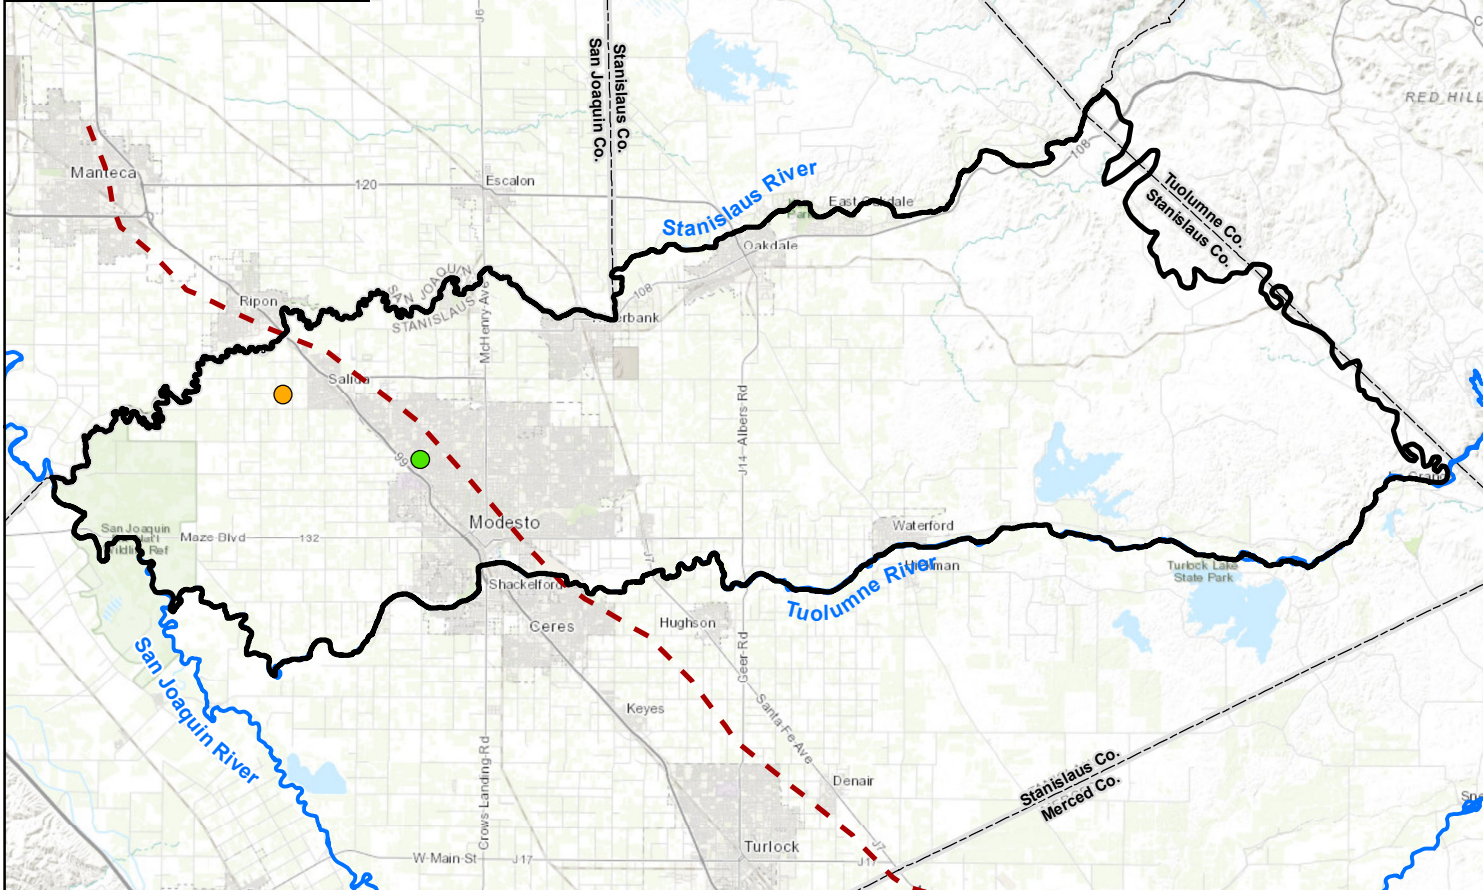 J6
Stanislaus Co.
San Joaquin Co.
RED HILL
Manteca
120
Escalon
108
Stanislaus River
East Oakdale
Oakdale
Tuolumne Co.
Stanislaus Co.
SAN JOAQUIN
STANISLAUS
Ripon
108
McHenry Ave
Salida
J14
Albers Rd
99
Modesto
Waterford
San Joaquin
Maze Blvd
132
J7
Shackelford
Tuolumne River
Turlock Lake
State Park
Ceres
Hughson
Geer Rd
San Joaquin River
Keyes
Santa Fe Ave
Crows Landing Rd
Denair
Stanislaus Co.
Merced Co.
W Main St
J17
Turlock
J17
J7